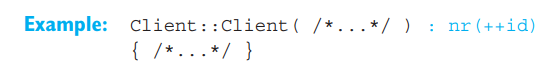 Example: Client::Client( /*...*/ ) : nr(++id)
{ /*...*/ }